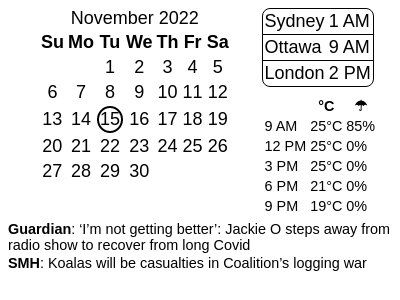 November 2022
Su Mo Tu We Th Fr Sa
1 2 3 4 5
6 7 8 9 10 11 12
13 14 15 16 17 18 19
20 21 22 23 24 25 26
27 28 29 30
Sydney 1 AM
Ottawa 9 AM
London 2 PM
°C ☂
9 AM 25°C 85%
12 PM 25°C 0%
3 PM 25°C 0%
6 PM 21°C 0%
9 PM 19°C 0%
Guardian: ‘I’m not getting better’: Jackie O steps away from
radio show to recover from long Covid
SMH: Koalas will be casualties in Coalition’s logging war